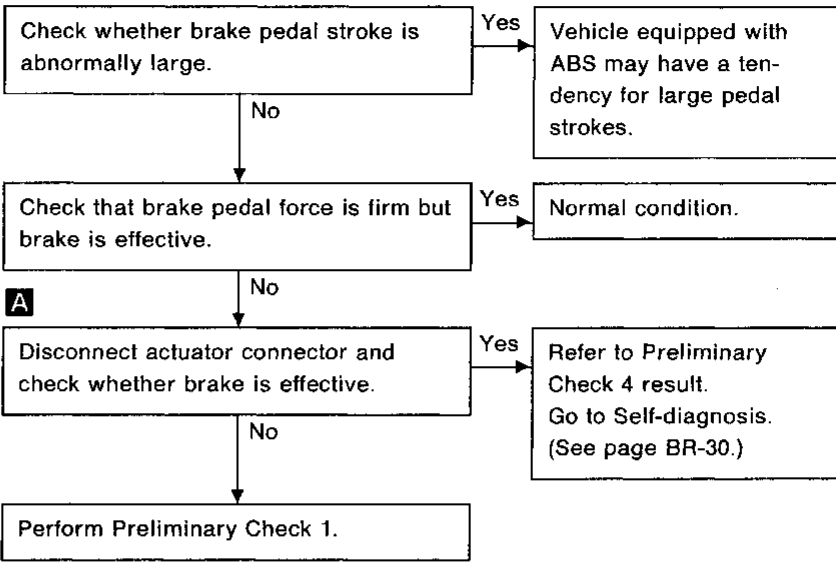 Check whether brake pedal stroke is
abnormally large.
Yes
Vehicle equipped with
ABS may have a ten-
dency for large pedal
strokes.
No
Check that brake pedal force is firm but
brake is effective.
Yes
Normal condition.
No
A
Disconnect actuator connector and
check whether brake is effective.
Yes
Refer to Preliminary
Check 4 result.
Go to Self-diagnosis.
(See page BR-30.)
No
Perform Preliminary Check 1.